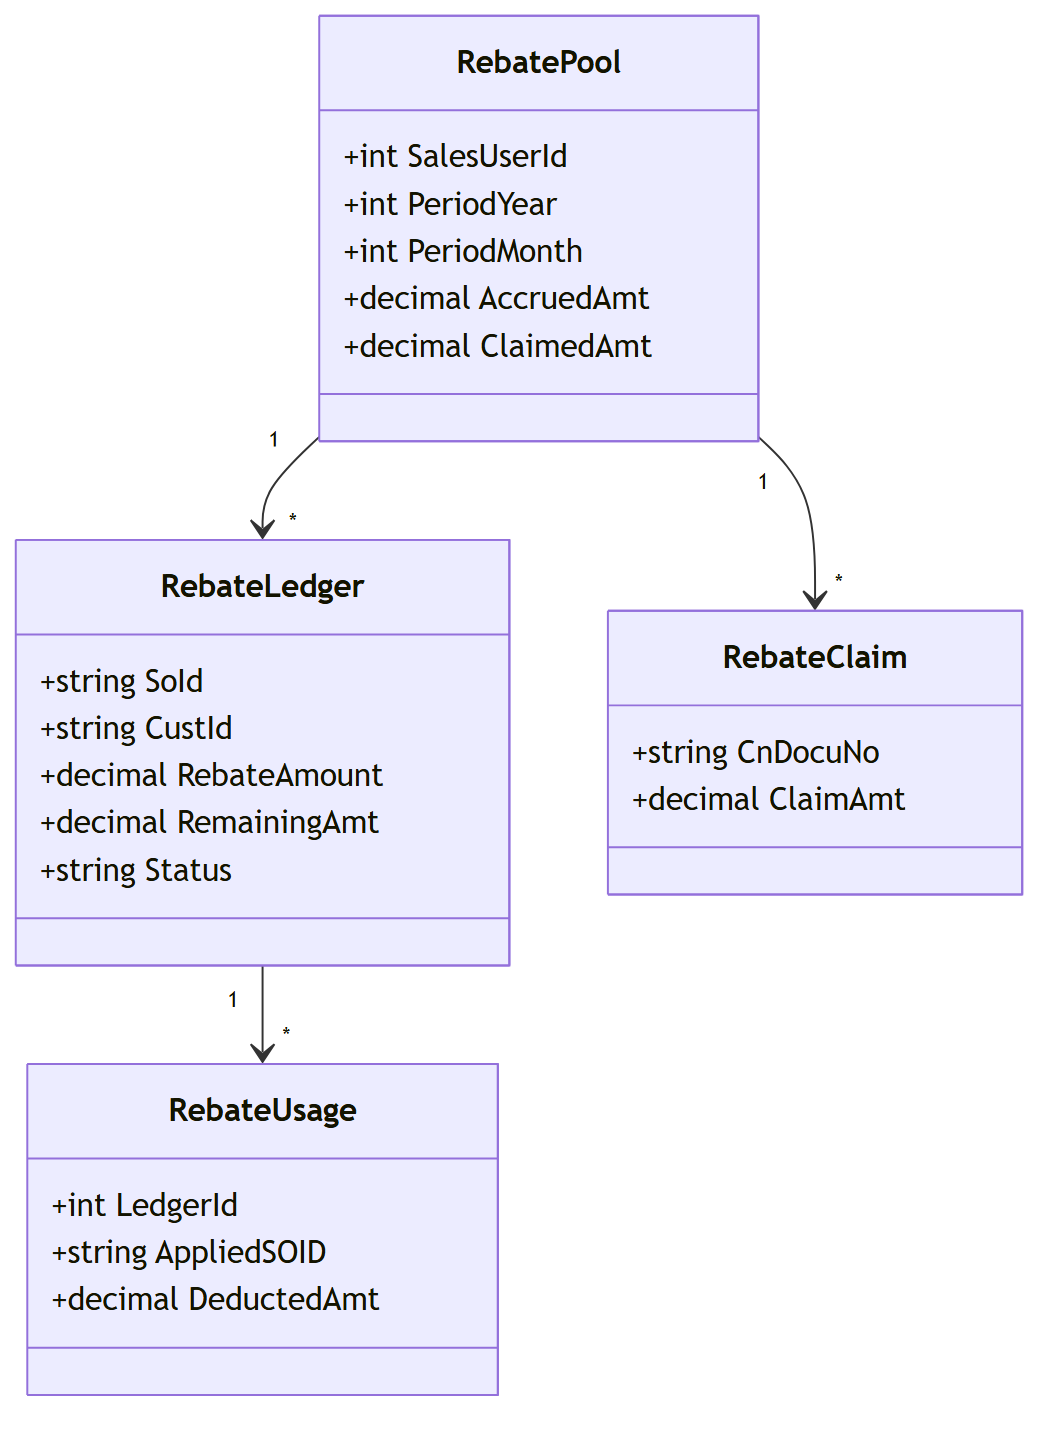 RebatePool
+int SalesUserId
+int PeriodYear
+int PeriodMonth
+decimal AccruedAmt
+decimal ClaimedAmt
1
*
1
*
RebateLedger
+string SoId
+string CustId
+decimal RebateAmount
+decimal RemainingAmt
+string Status
RebateClaim
+string CnDocuNo
+decimal ClaimAmt
1
*
RebateUsage
+int LedgerId
+string AppliedSOID
+decimal DeductedAmt